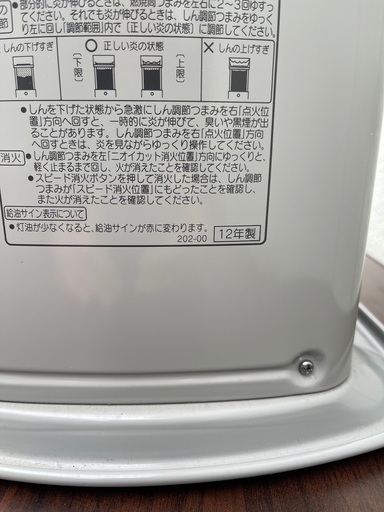 の
節
●部分的に炎が伸びるときは、燃焼筒つまみを左右に2～3回ゆすっ
てください。それでも炎が伸びるときは、しん調節つまみをゆっく
り左に回し「調節範囲」内で〔正しい炎の状態〕に調節してください。
しんの下げすぎ
○ 正しい炎の状態
× しんの上げすぎ
〔下限〕
〔上限〕
●しんを下げた状態から急激にしん調節つまみを右「点火位
置」方向へ回すと、一時的に炎が伸びて、臭いや黒煙が出
ることがあります。しん調節つまみを右「点火位置」方向
へ回すときは、炎を見ながらゆっくり操作してください。
消火
●しん調節つまみを左「ニオイカット消火位置」方向にゆっくりと、
軽く止まるまで回し、火が消えたことを確認してください。
●スピード消火ボタンを押して消火した場合は、しん調節
つまみが「スピード消火位置」にもどったことを確認し、
また火が消えたことを確認してください。
給油サイン表示について
●灯油が少なくなると、給油サインが赤に変わります。
202-00
12年製